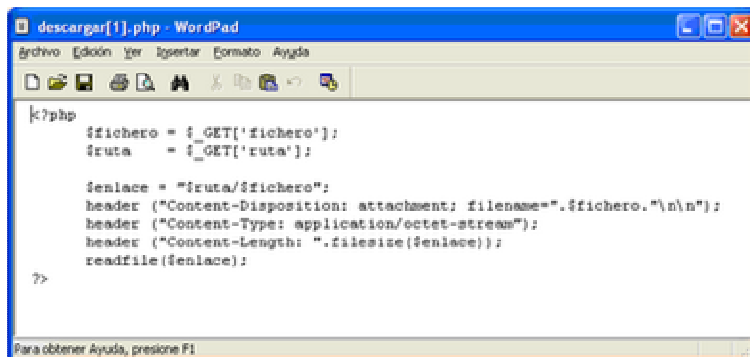 descargar[1].php - WordPad
Archivo Edición Ver Insertar Formato Ayuda
<?php
$fichero = $_GET['fichero'];
$ruta    = $_GET['ruta'];
$enlace = "$ruta/$fichero";
header ("Content-Disposition: attachment; filename=".$fichero."\n\n");
header ("Content-Type: application/octet-stream");
header ("Content-Length: ".filesize($enlace));
readfile($enlace);
?>
Para obtener Ayuda, presione F1